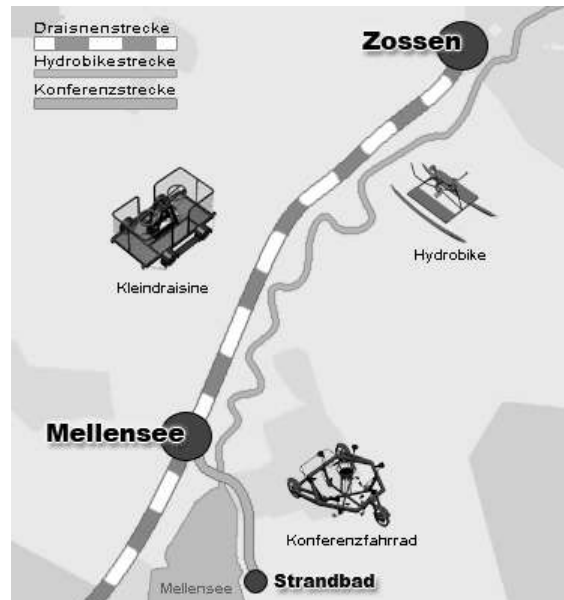 Draisnenstrecke
Zossen
Hydrobikestrecke
Konferenzstrecke
Hydrobike
Kleindraisine
Mellensee
Konferenzfahrrad
Mellensee
Strandbad